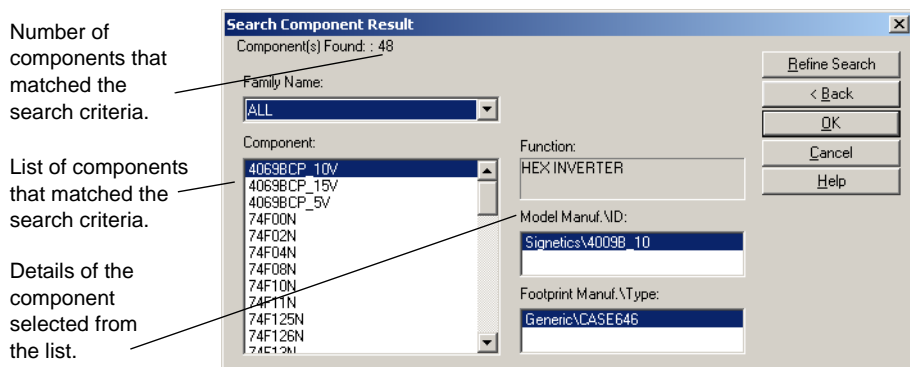 Number of
components that
matched the
search criteria.
List of components
that matched the
search criteria.
Details of the
component
selected from
the list.
Search Component Result
Component(s) Found: : 48
Family Name:
ALL
Component:
4069BCP_10V
4069BCP_15V
4069BCP_5V
74F00N
74F02N
74F04N
74F08N
74F10N
74F11N
74F125N
74F126N
74F13N
Function:
HEX INVERTER
Model Manuf.\ID:
Signetics\4009B_10
Footprint Manuf.\Type:
Generic\CASE646
Refine Search
< Back
OK
Cancel
Help